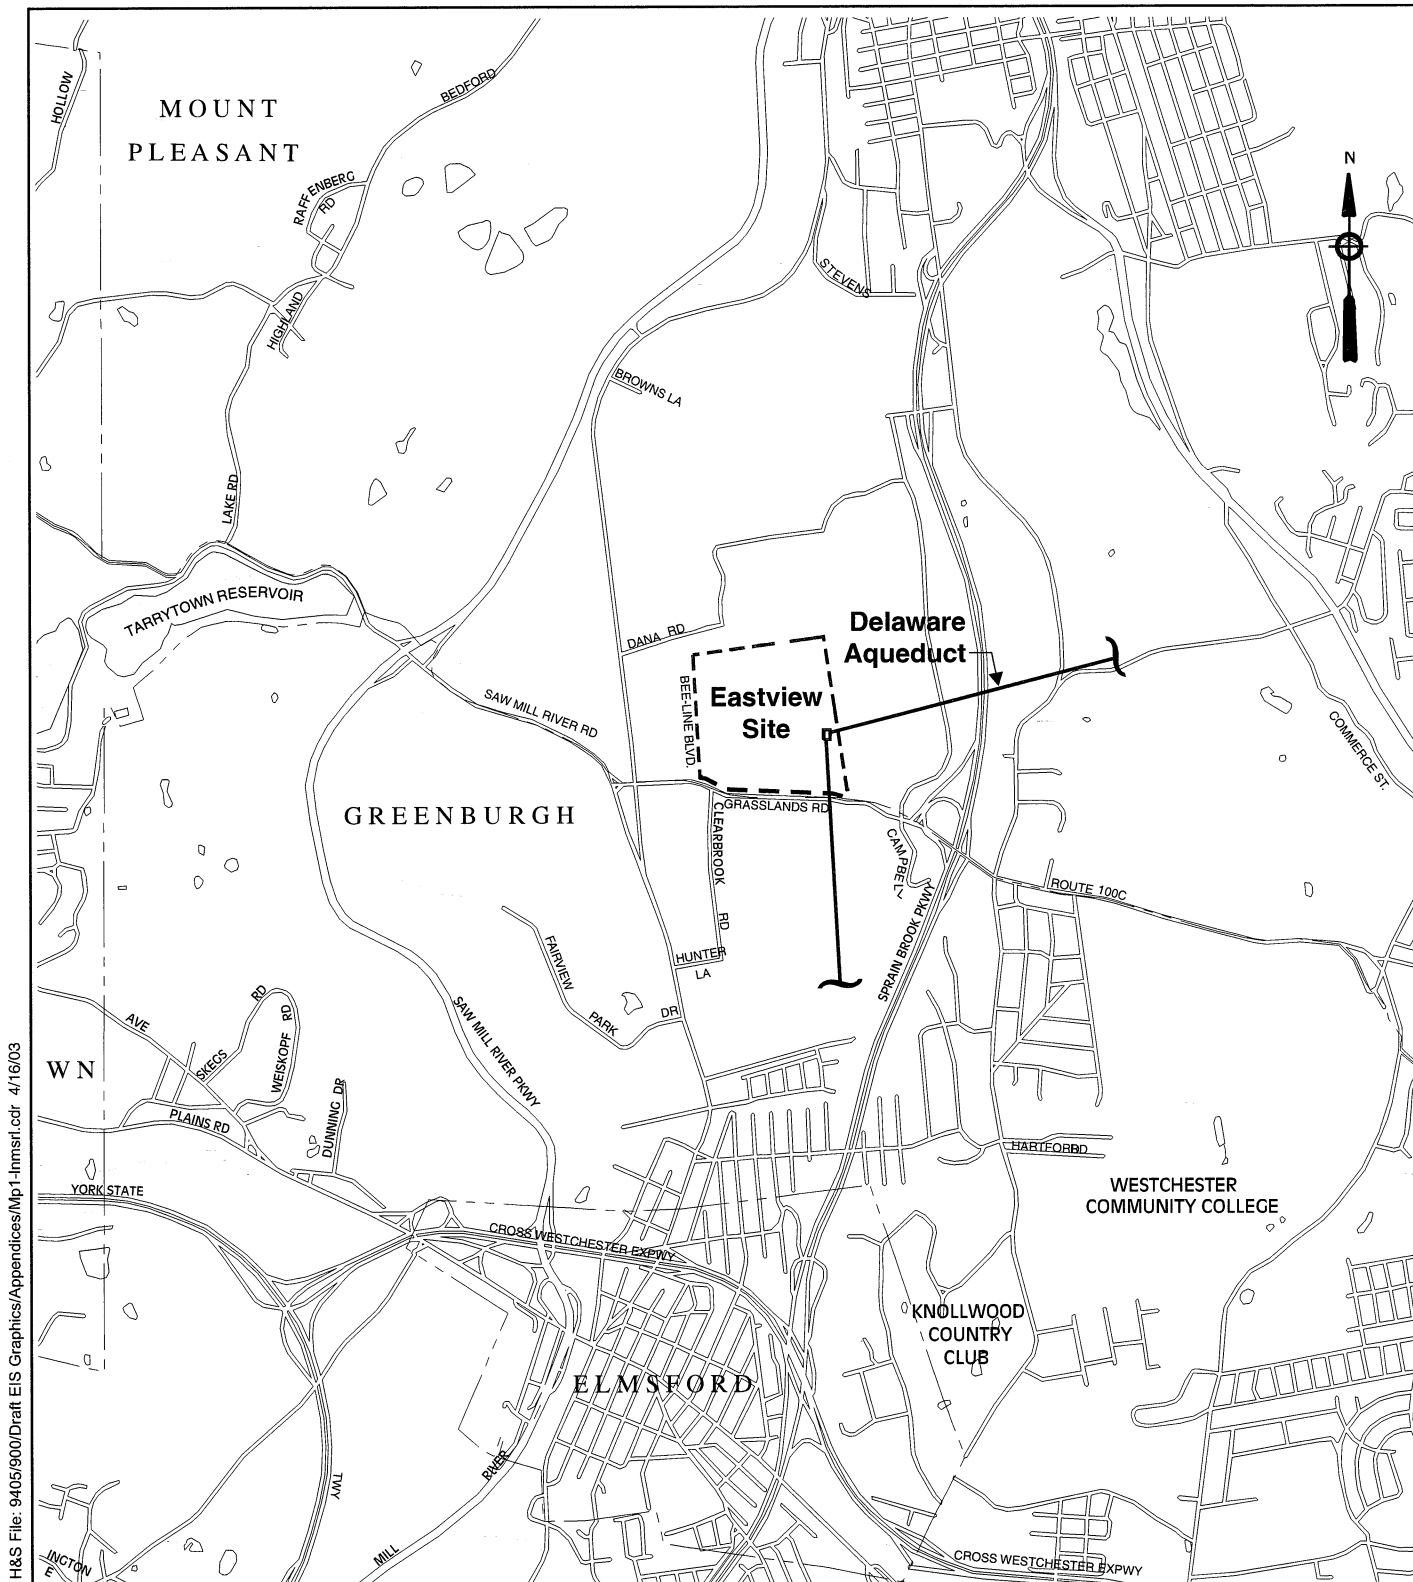 HOLLOW
MOUNT
PLEASANT
BEDFORD
RAFFENBERG
RD
N
STEVENS
HIGHLAND
BROWNS LA
LAKE RD
TARRYTOWN RESERVOIR
DANA RD
Delaware
Aqueduct
BEE-LINE BLVD.
Eastview
Site
SAW MILL RIVER RD
COMMERCE ST.
GREENBURGH
GRASSLANDS RD
CLEARBROOK
RD
CAMPBELL
ROUTE 100C
SPRAIN BROOK PKWY
FAIRVIEW
PARK
DR
HUNTER
LA
SAW MILL RIVER PKWY
AVE
SKEGS
RD
WEISKOPF RD
WN
PLAINS RD
DUNNING DR
HARTFORD
RD
WESTCHESTER
COMMUNITY COLLEGE
YORK STATE
CROSS WESTCHESTER EXPWY
KNOLLWOOD
COUNTRY
CLUB
ELMSFORD
RIVER
TWY
MILL
CROSS WESTCHESTER EXPWY
INGTON
E
H&S File: 9405/900/Draft EIS Graphics/Appendices/Mp1-lnmsrl.cdr 4/16/03